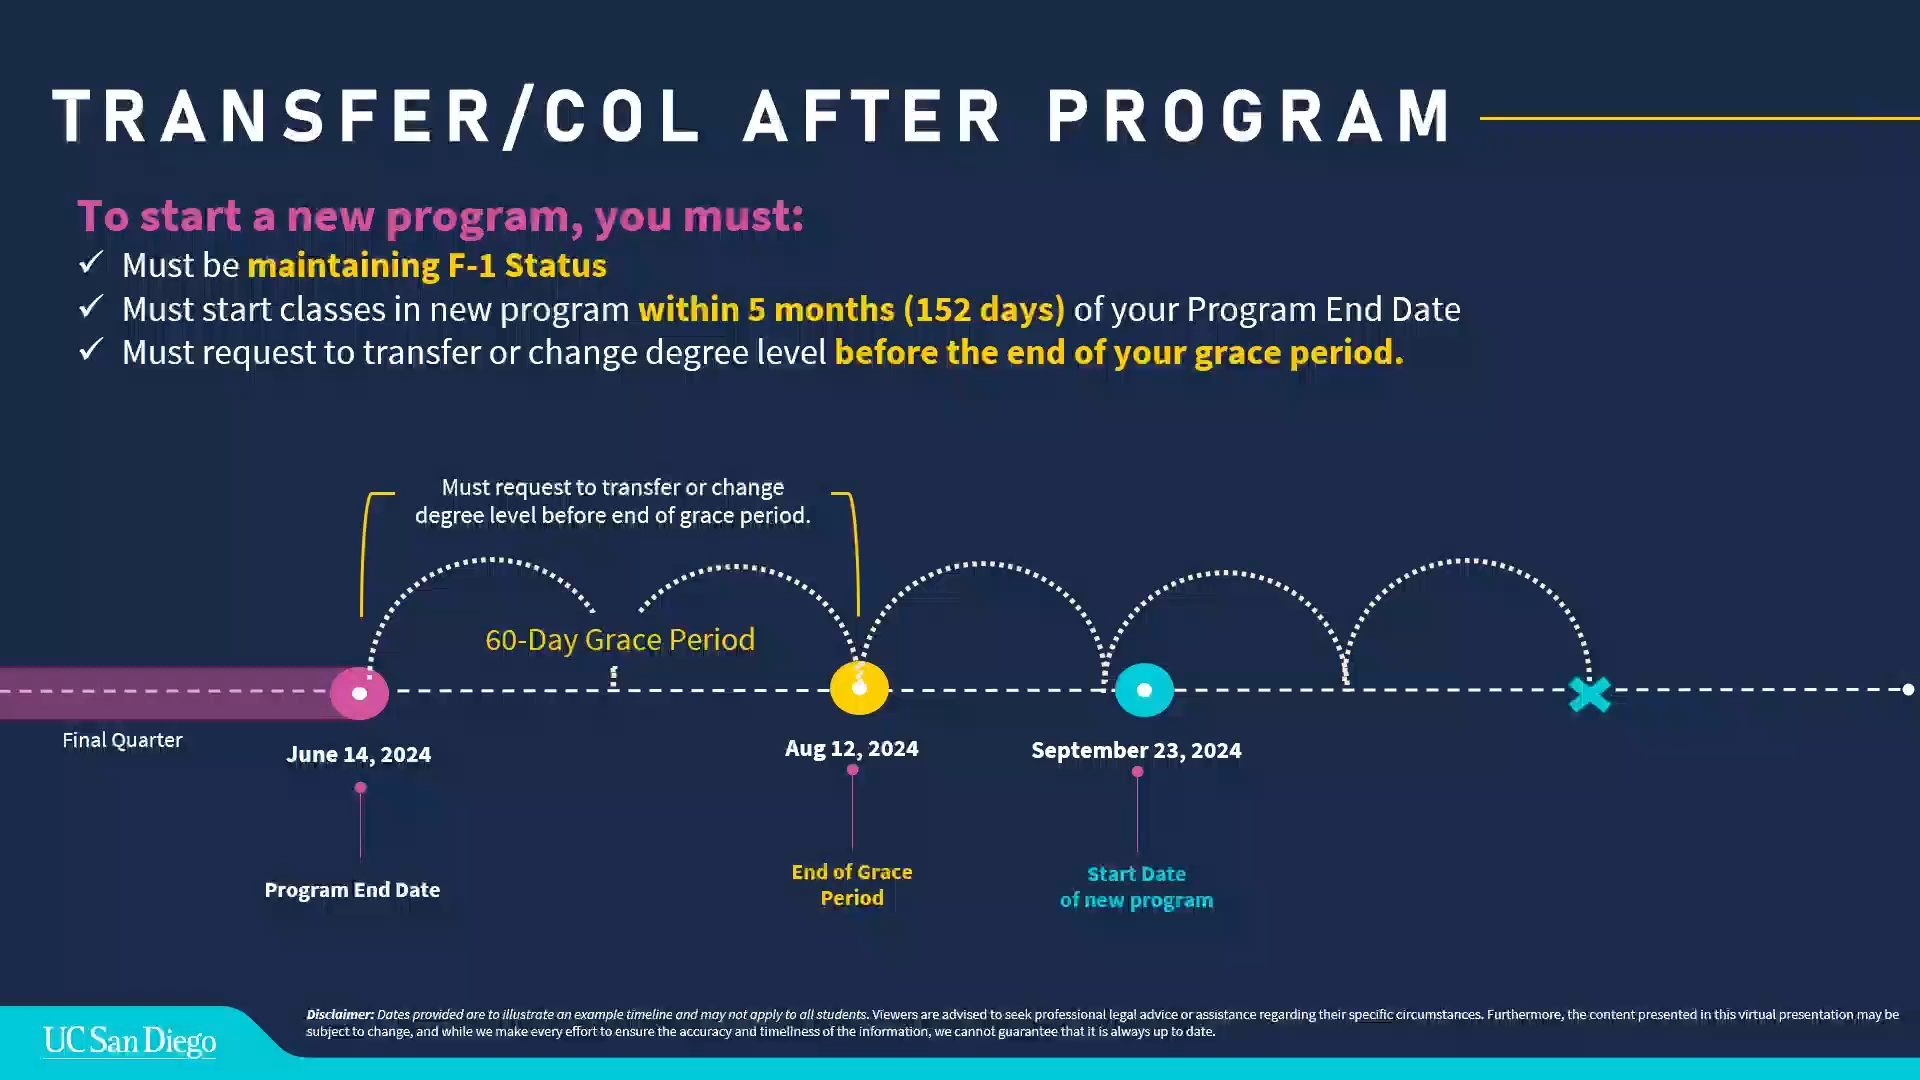 TRANSFER/COL AFTER PROGRAM
To start a new program, you must:
✓ Must be maintaining F-1 Status
✓ Must start classes in new program within 5 months (152 days) of your Program End Date
✓ Must request to transfer or change degree level before the end of your grace period.
Must request to transfer or change
degree level before end of grace period.
60-Day Grace Period
Final Quarter
June 14, 2024
Aug 12, 2024
September 23, 2024
Program End Date
End of Grace
Period
Start Date
of new program
UC San Diego
Disclaimer: Dates provided are to illustrate an example timeline and may not apply to all students. Viewers are advised to seek professional legal advice or assistance regarding their specific circumstances. Furthermore, the content presented in this virtual presentation may be
subject to change, and while we make every effort to ensure the accuracy and timeliness of the information, we cannot guarantee that it is always up to date.